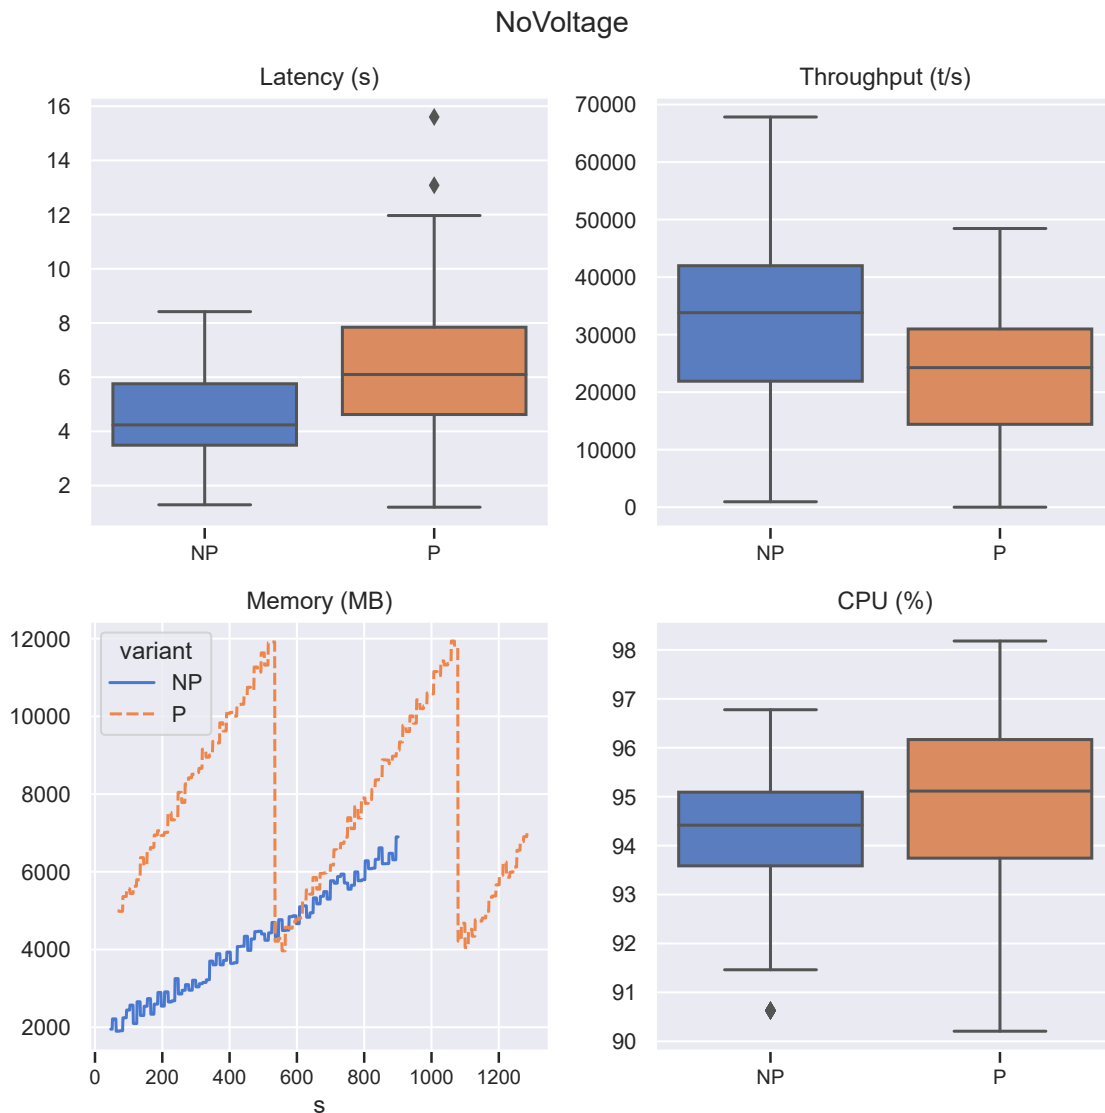 NoVoltage
Latency (s)
16
14
12
10
8
6
4
2
NP
P
Throughput (t/s)
70000
60000
50000
40000
30000
20000
10000
0
NP
P
Memory (MB)
12000
10000
8000
6000
4000
2000
variant
NP
P
0
200
400
600
800
1000
1200
s
CPU (%)
98
97
96
95
94
93
92
91
90
NP
P